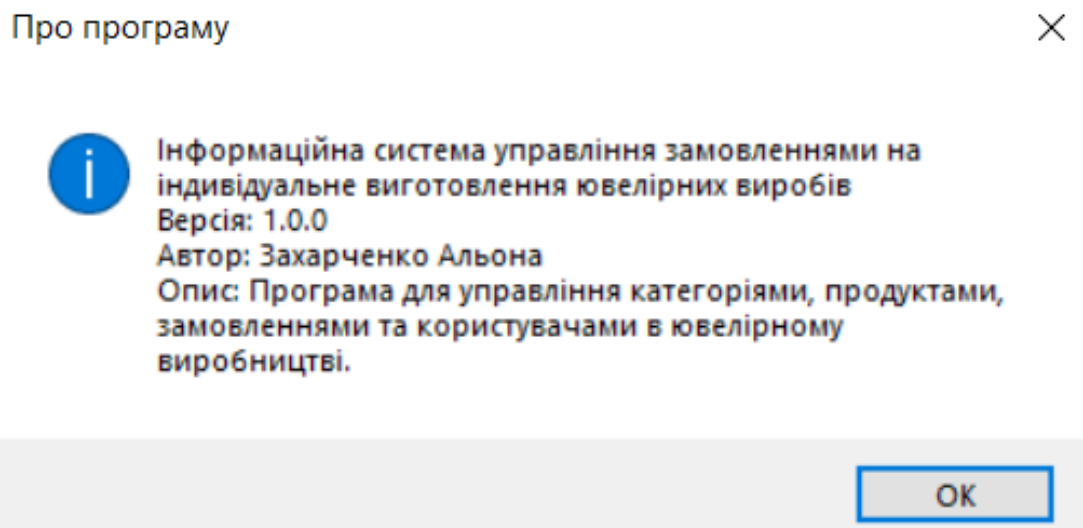 Про програму
Інформаційна система управління замовленнями на
індивідуальне виготовлення ювелірних виробів
Версія: 1.0.0
Автор: Захарченко Альона
Опис: Програма для управління категоріями, продуктами,
замовленнями та користувачами в ювелірному
виробництві.
ОК